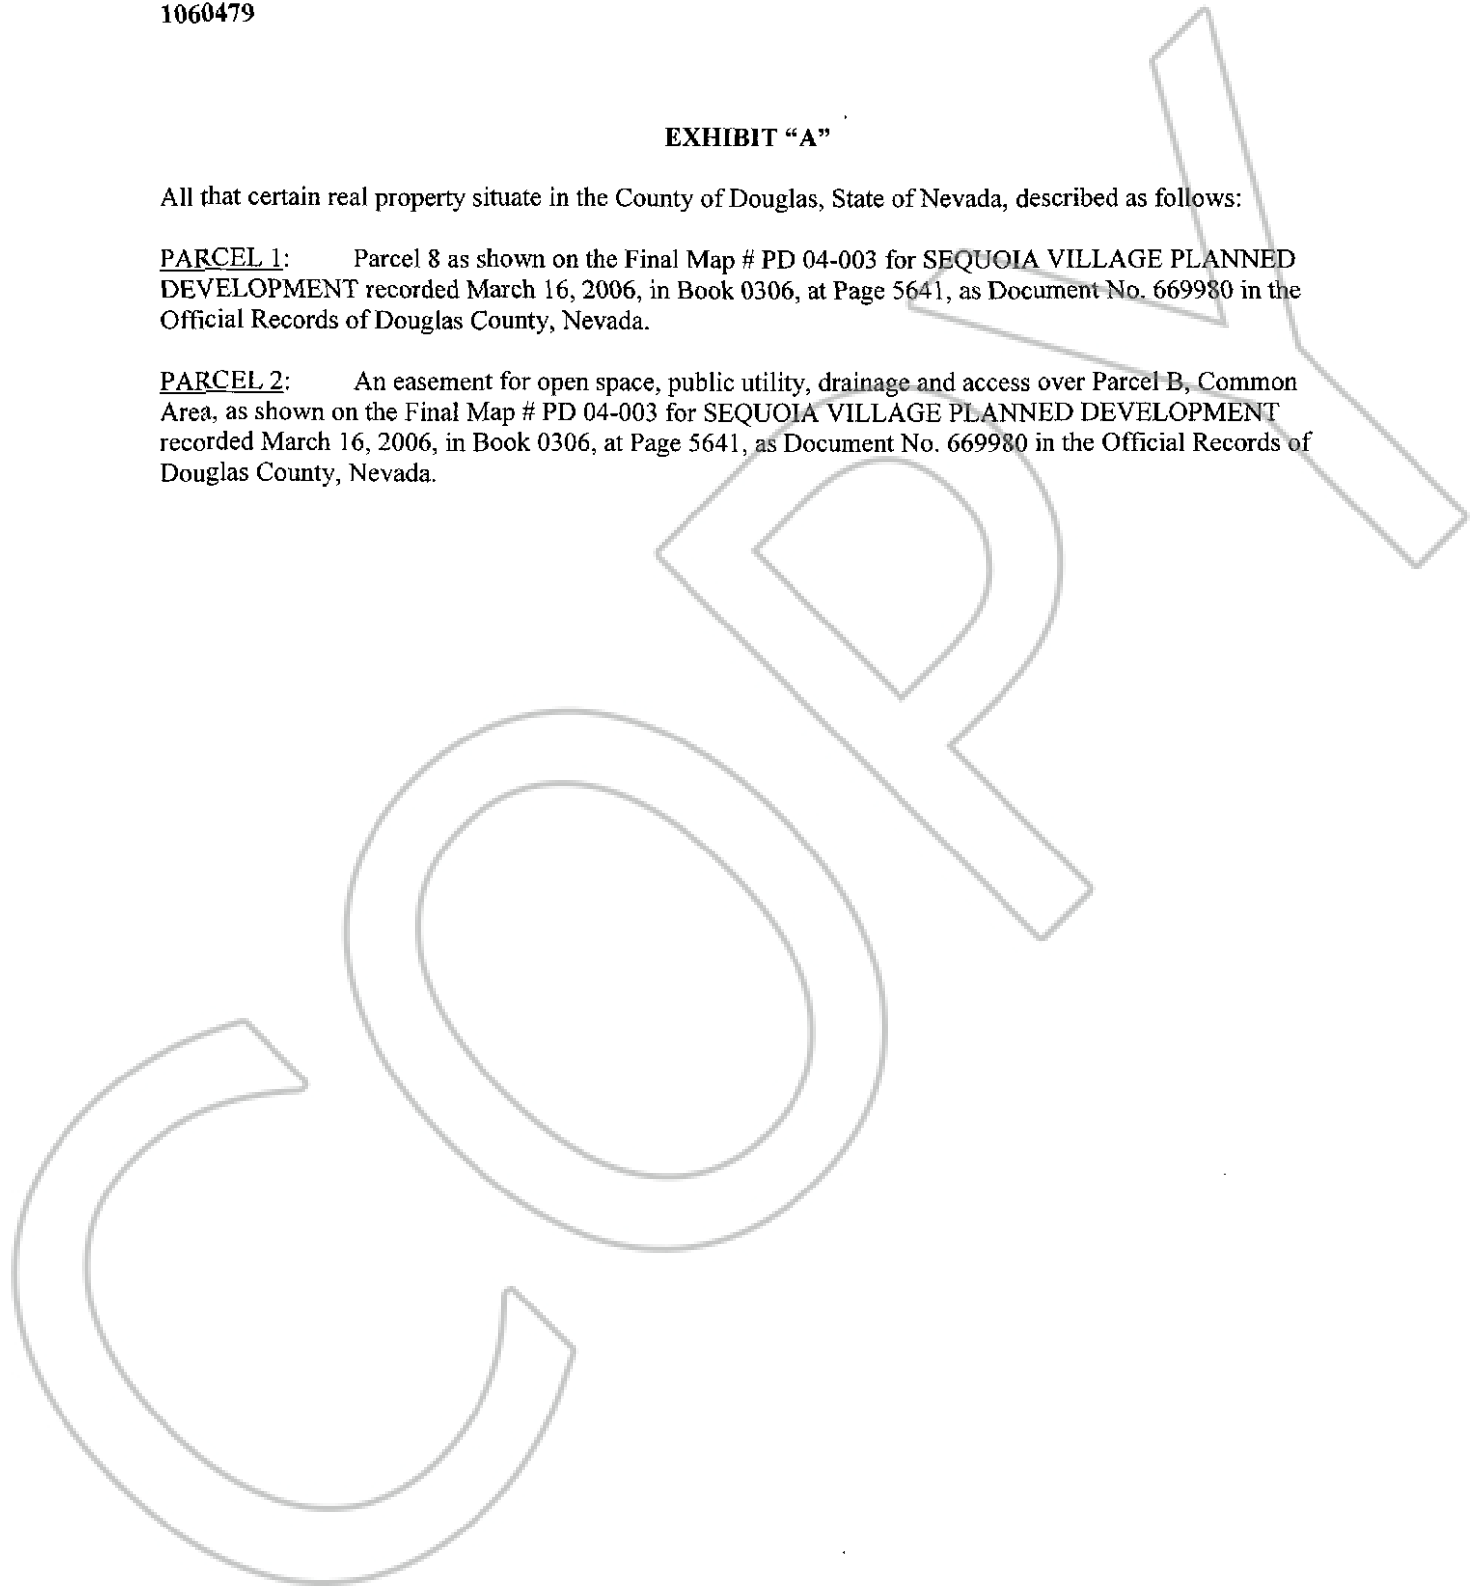 1060479
EXHIBIT “A”
All that certain real property situate in the County of Douglas, State of Nevada, described as follows:
PARCEL 1: Parcel 8 as shown on the Final Map # PD 04-003 for SEQUOIA VILLAGE PLANNED
DEVELOPMENT recorded March 16, 2006, in Book 0306, at Page 5641, as Document No. 669980 in the
Official Records of Douglas County, Nevada.
PARCEL 2: An easement for open space, public utility, drainage and access over Parcel B, Common
Area, as shown on the Final Map # PD 04-003 for SEQUOIA VILLAGE PLANNED DEVELOPMENT
recorded March 16, 2006, in Book 0306, at Page 5641, as Document No. 669980 in the Official Records of
Douglas County, Nevada.
COPY